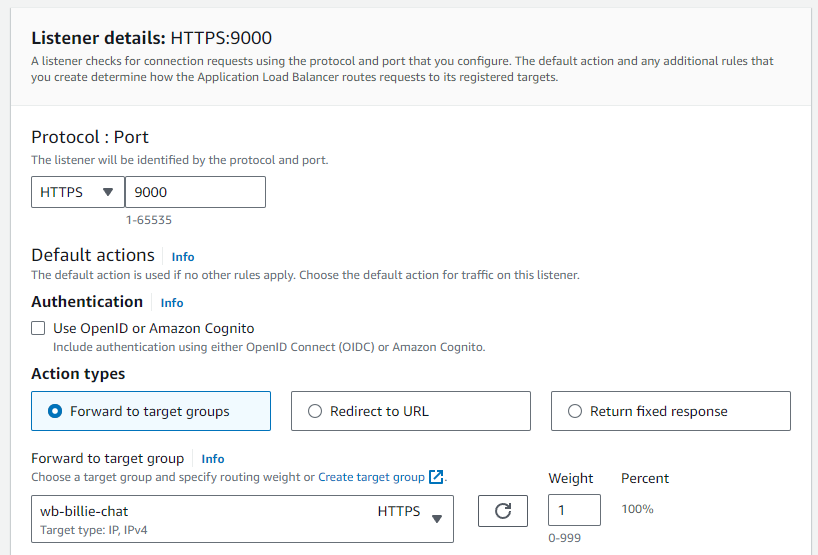 Listener details: HTTPS:9000
A listener checks for connection requests using the protocol and port that you configure. The default action and any additional rules that
you create determine how the Application Load Balancer routes requests to its registered targets.
Protocol : Port
The listener will be identified by the protocol and port.
HTTPS 9000
1-65535
Default actions Info
The default action is used if no other rules apply. Choose the default action for traffic on this listener.
Authentication Info
Use OpenID or Amazon Cognito
Include authentication using either OpenID Connect (OIDC) or Amazon Cognito.
Action types
Forward to target groups Redirect to URL Return fixed response
Forward to target group Info
Choose a target group and specify routing weight or Create target group. Weight Percent
wb-billie-chat HTTPS 1 100%
Target type: IP, IPv4
0-999